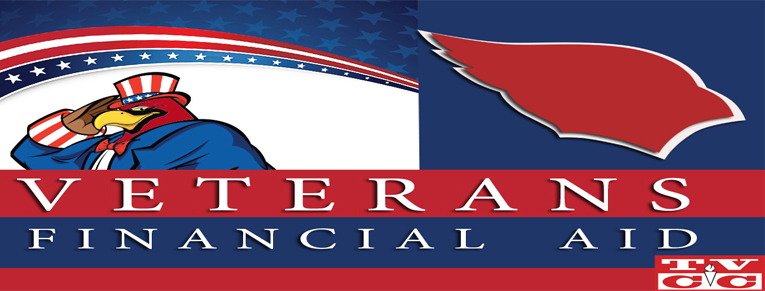 VETERANS
FINANCIAL AID
TV
CC